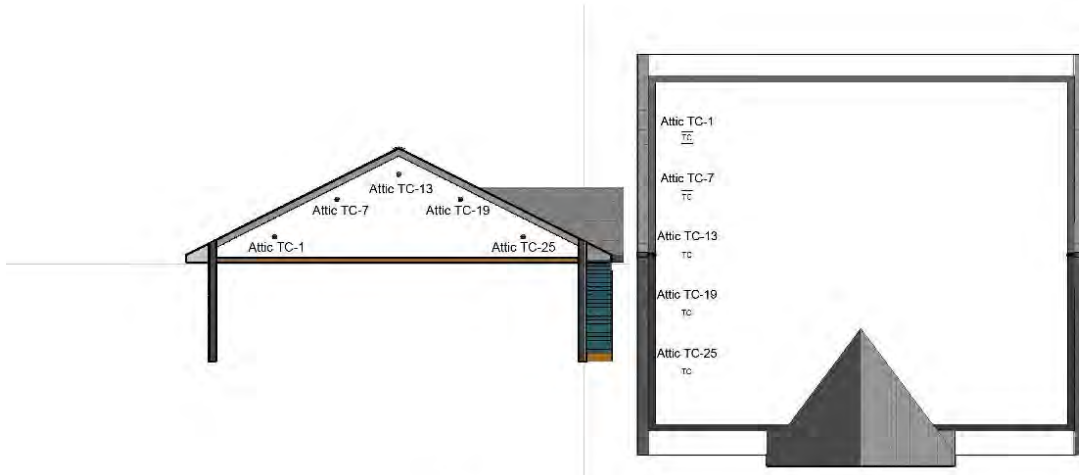 Attic TC-13
Attic TC-7
Attic TC-19
Attic TC-1
Attic TC-25
Attic TC-1
TC
Attic TC-7
TC
Attic TC-13
TC
Attic TC-19
TC
Attic TC-25
TC